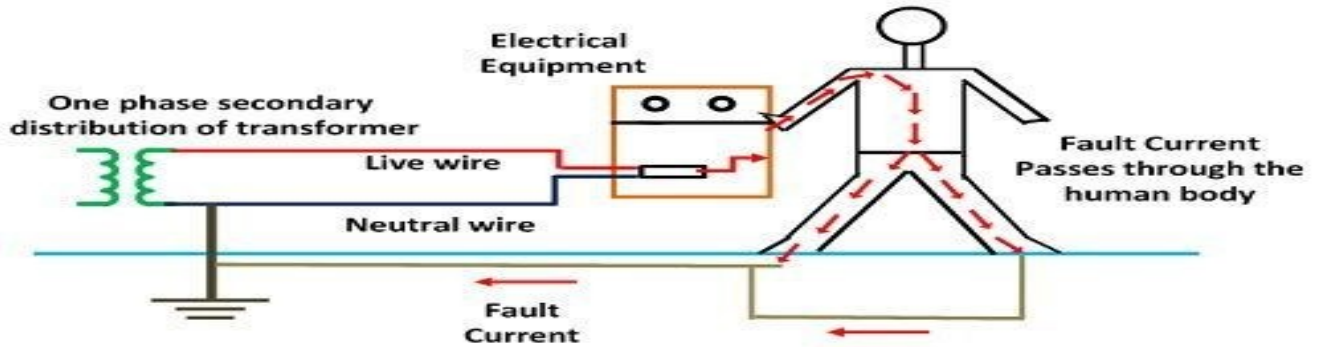 Electrical
Equipment
One phase secondary
distribution of transformer
Live wire
Neutral wire
Fault Current
Passes through the
human body
Fault
Current